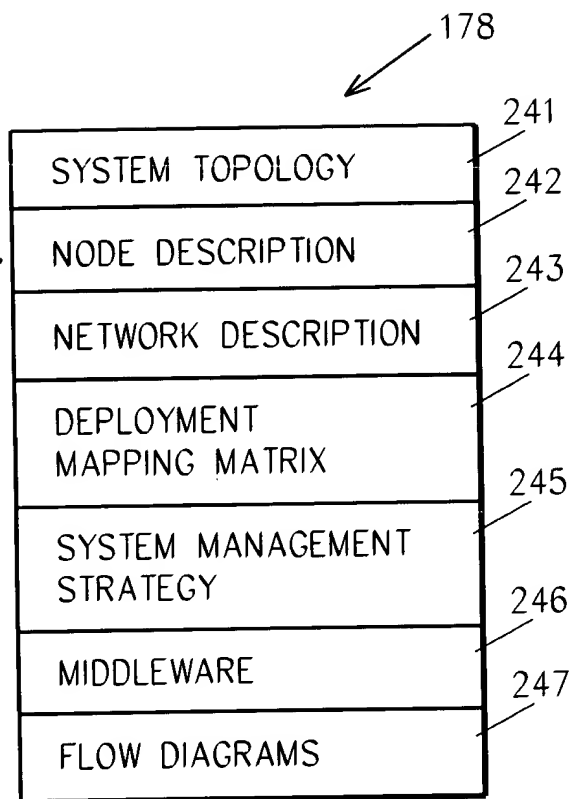 178
241
SYSTEM TOPOLOGY
242
NODE DESCRIPTION
243
NETWORK DESCRIPTION
244
DEPLOYMENT
MAPPING MATRIX
245
SYSTEM MANAGEMENT
STRATEGY
246
MIDDLEWARE
247
FLOW DIAGRAMS